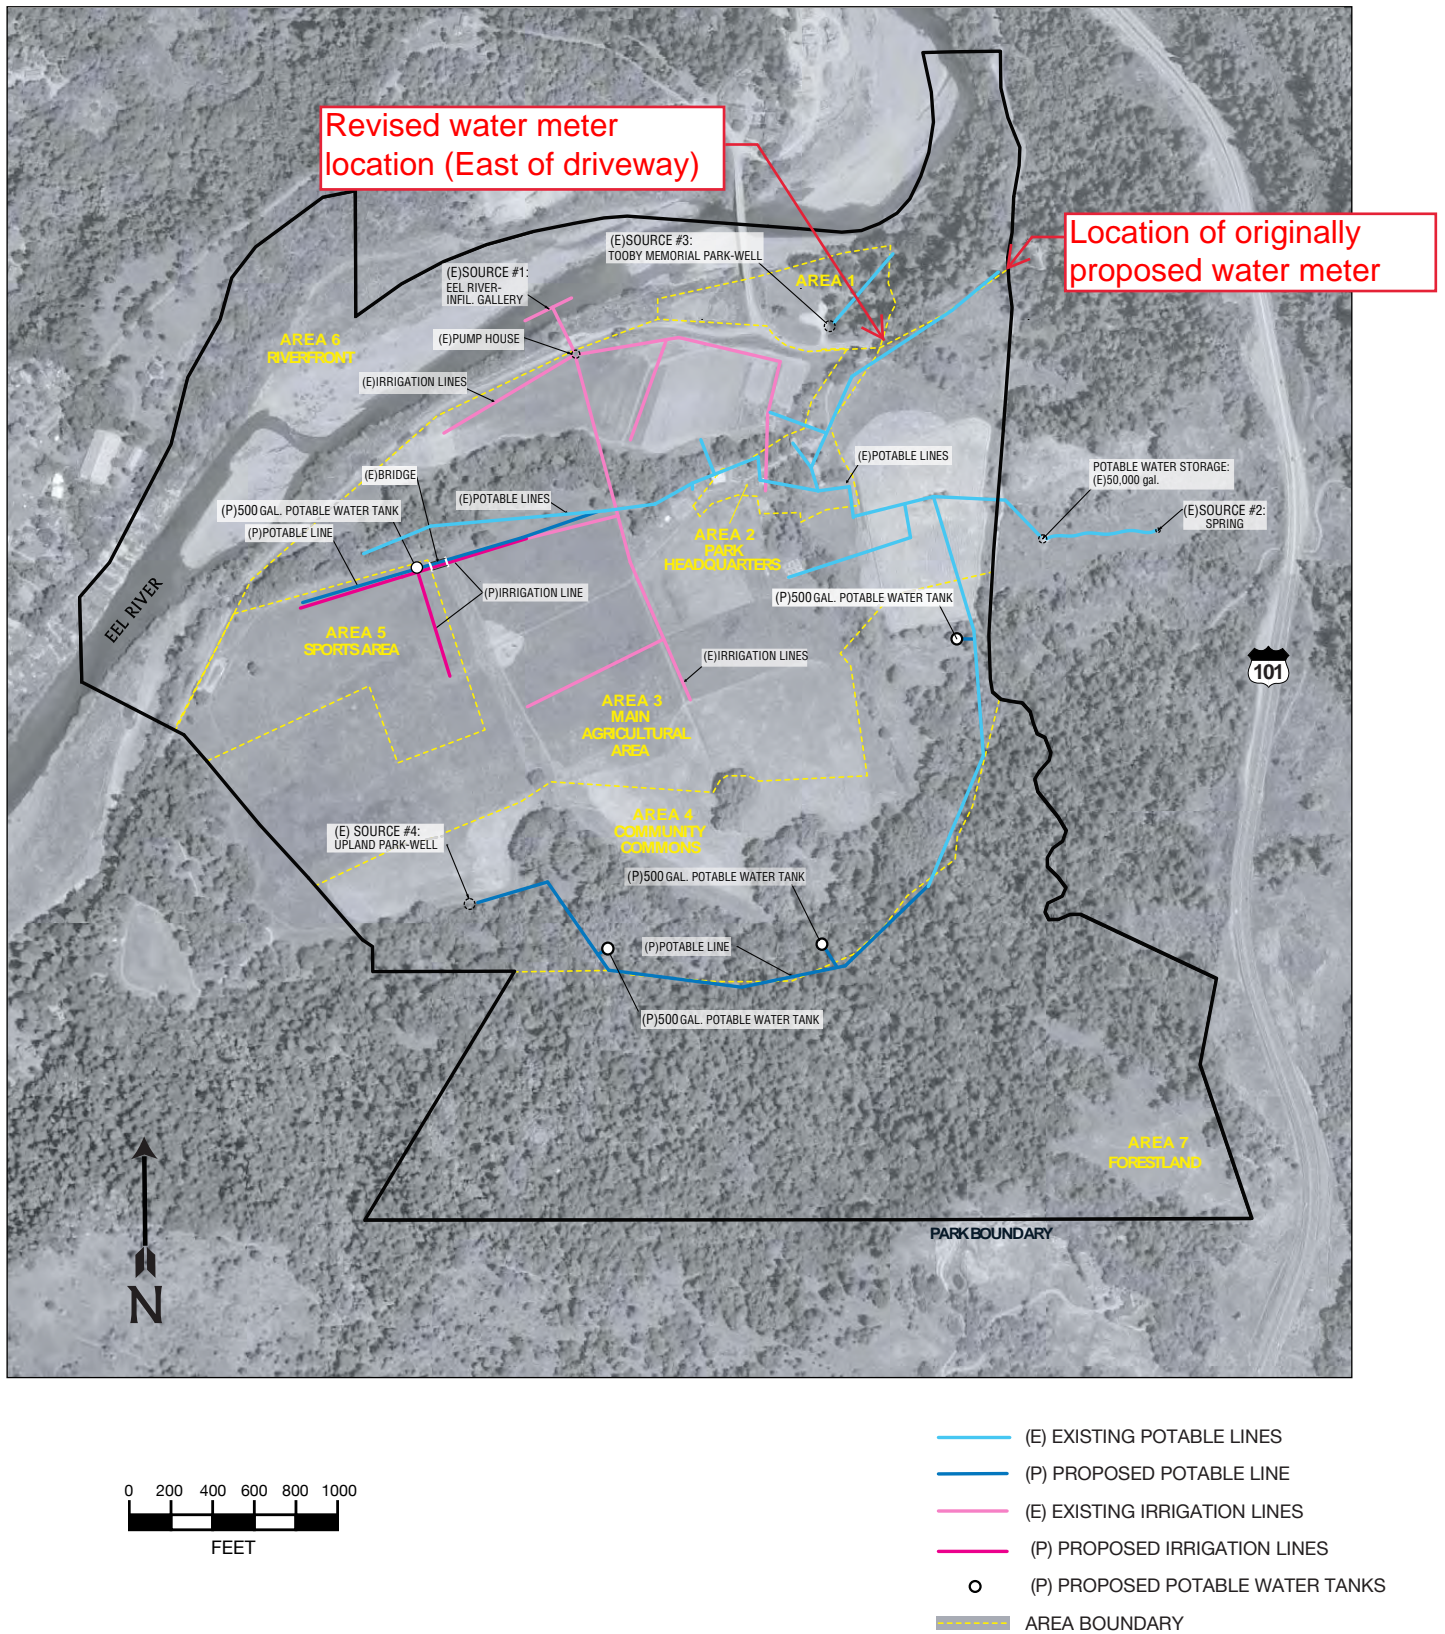 Revised water meter
location (East of driveway)
Location of originally
proposed water meter
(E)SOURCE #3:
TOOBY MEMORIAL PARK-WELL
(E)SOURCE #1:
EEL RIVER-
INFIL. GALLERY
AREA 1
AREA 6
RIVERFRONT
(E)PUMP HOUSE
(E)IRRIGATION LINES
(E)BRIDGE
(E)POTABLE LINES
(P)500 GAL. POTABLE WATER TANK
(E)POTABLE LINES
(P)POTABLE LINE
POTABLE WATER STORAGE:
(E)50,000 gal.
(E)SOURCE #2:
SPRING
AREA 2
PARK
HEADQUARTERS
EEL RIVER
(P)IRRIGATION LINE
(P)500 GAL. POTABLE WATER TANK
AREA 5
SPORTS AREA
(E)IRRIGATION LINES
101
AREA 3
MAIN
AGRICULTURAL
AREA
AREA 4
COMMUNITY
COMMONS
(E) SOURCE #4:
UPLAND PARK-WELL
(P)500 GAL. POTABLE WATER TANK
(P)POTABLE LINE
(P)500 GAL. POTABLE WATER TANK
AREA 7
FORESTLAND
PARK BOUNDARY
N
0 200 400 600 800 1000
FEET
(E) EXISTING POTABLE LINES
(P) PROPOSED POTABLE LINE
(E) EXISTING IRRIGATION LINES
(P) PROPOSED IRRIGATION LINES
(P) PROPOSED POTABLE WATER TANKS
AREA BOUNDARY